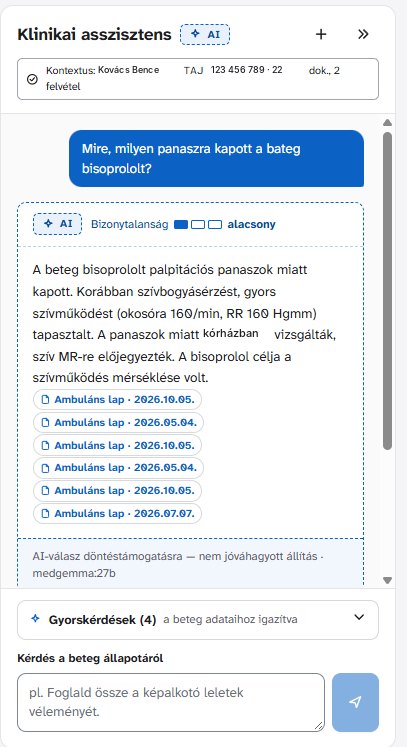 Klinikai asszisztens AI
Kontextus: Kovács Bence TAJ 123 456 789 · 22 dok., 2
felvétel
Mire, milyen panaszra kapott a bateg
bisoprololt?
AI Bizonytalanság alacsony
A beteg bisoprololt palpitációs panaszok miatt
kapott. Korábban szívbogyásérzést, gyors
szívműködést (okosóra 160/min, RR 160 Hgmm)
tapasztalt. A panaszok miatt kórházban vizsgálták,
szív MR-re előjegyezték. A bisoprolol célja a
szívműködés mérséklése volt.
Ambuláns lap · 2026.10.05.
Ambuláns lap · 2026.05.04.
Ambuláns lap · 2026.10.05.
Ambuláns lap · 2026.05.04.
Ambuláns lap · 2026.10.05.
Ambuláns lap · 2026.07.07.
AI-válasz döntéstámogatásra — nem jóváhagyott állítás ·
medgemma:27b
Gyorskérdések (4) a beteg adataihoz igazítva
Kérdés a beteg állapotáról
pl. Foglald össze a képalkotó leletek
véleményét.